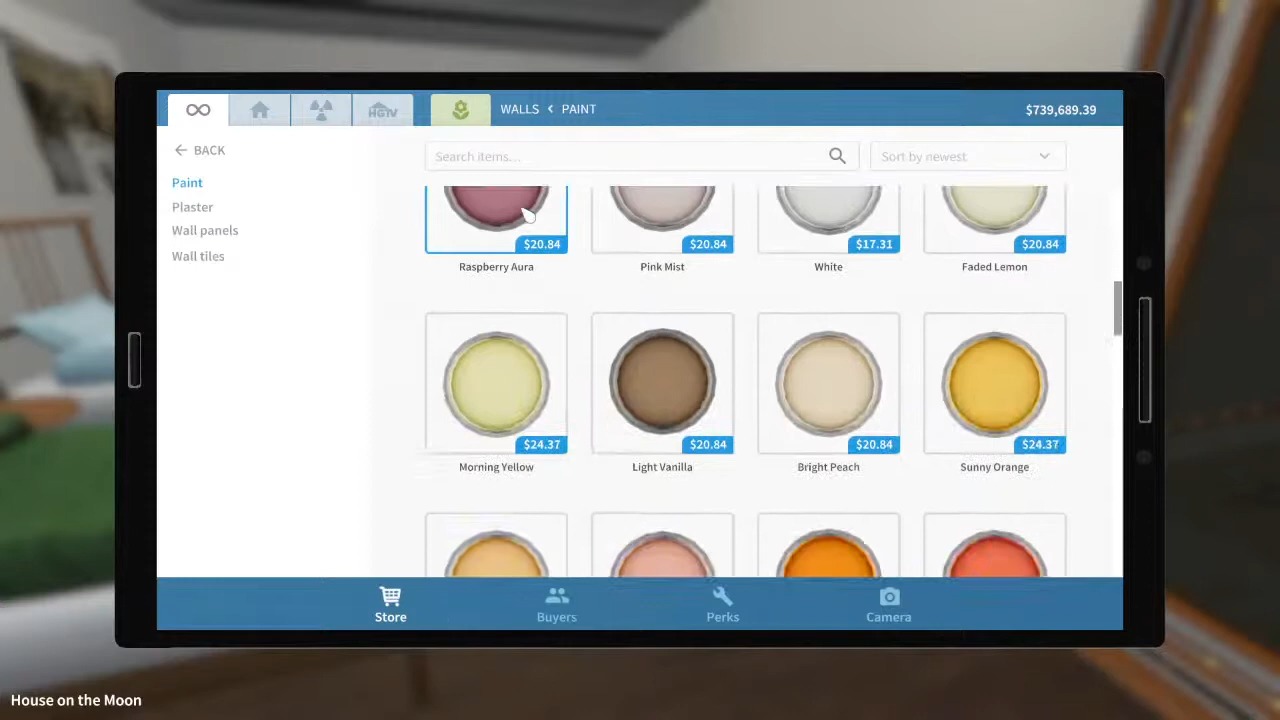 HGTV
WALLS < PAINT
$739,689.39
BACK
Search items...
Sort by newest
Paint
Plaster
Wall panels
Wall tiles
$20.84
$20.84
$17.31
$20.84
Raspberry Aura
Pink Mist
White
Faded Lemon
$24.37
$20.84
$20.84
$24.37
Morning Yellow
Light Vanilla
Bright Peach
Sunny Orange
Store
Buyers
Perks
Camera
House on the Moon